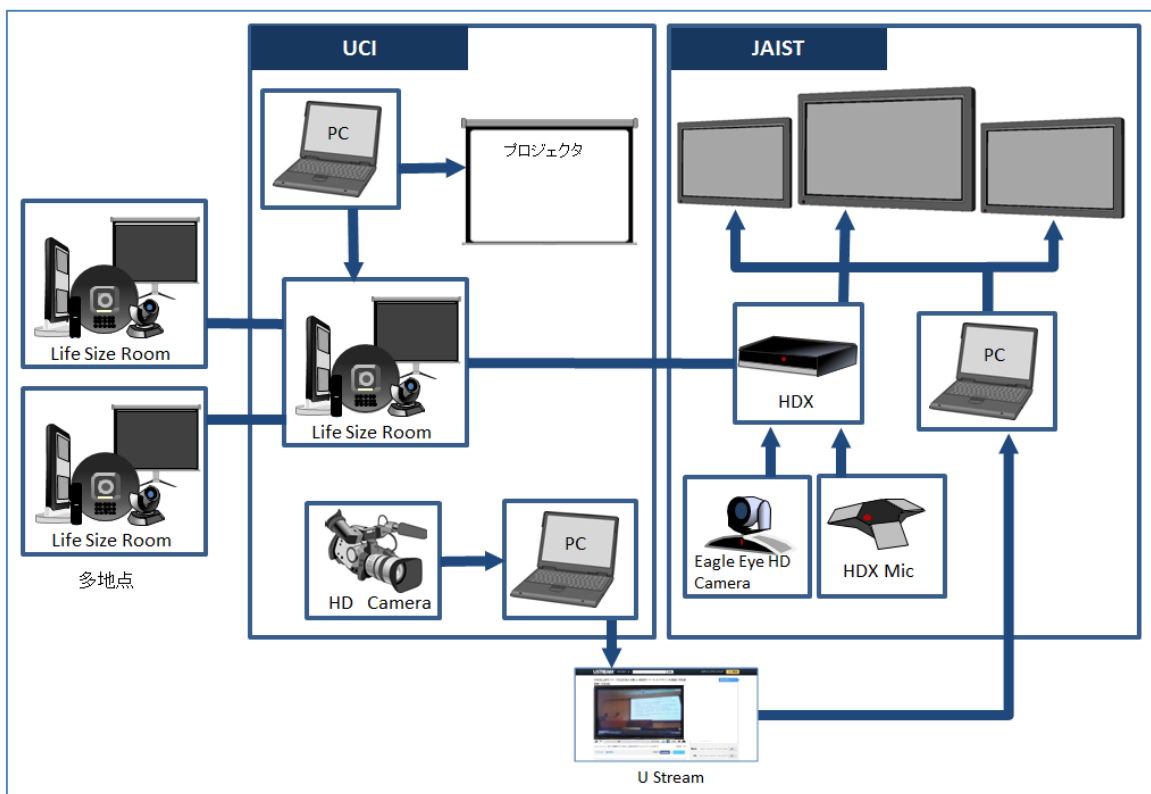 UCI
JAIST
PC
プロジェクタ
Life Size Room
Life Size Room
Life Size Room
多地点
HDX
PC
HD Camera
PC
Eagle Eye HD
Camera
HDX Mic
USTREAM
U Stream